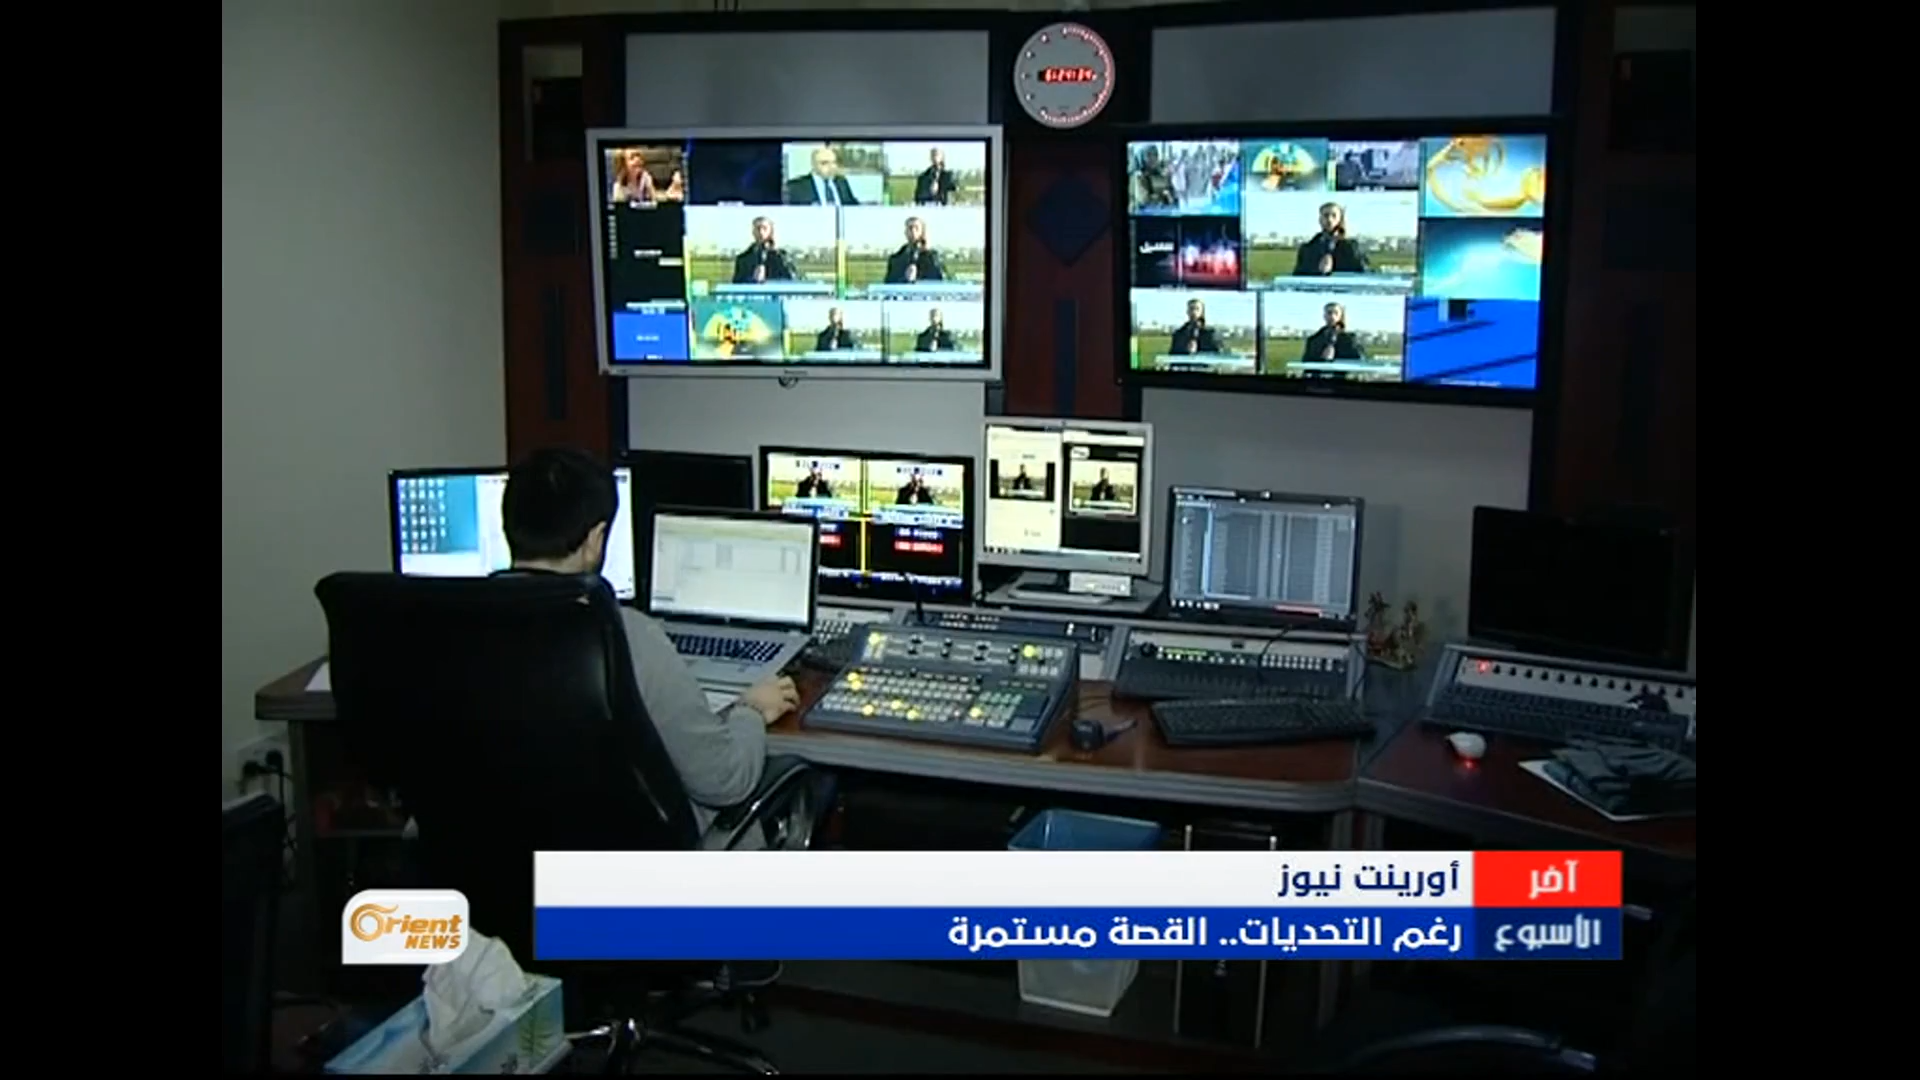 آخر
أورينت نيوز
الأسبوع
رغم التحديات.. القصة مستمرة
Orient
NEWS